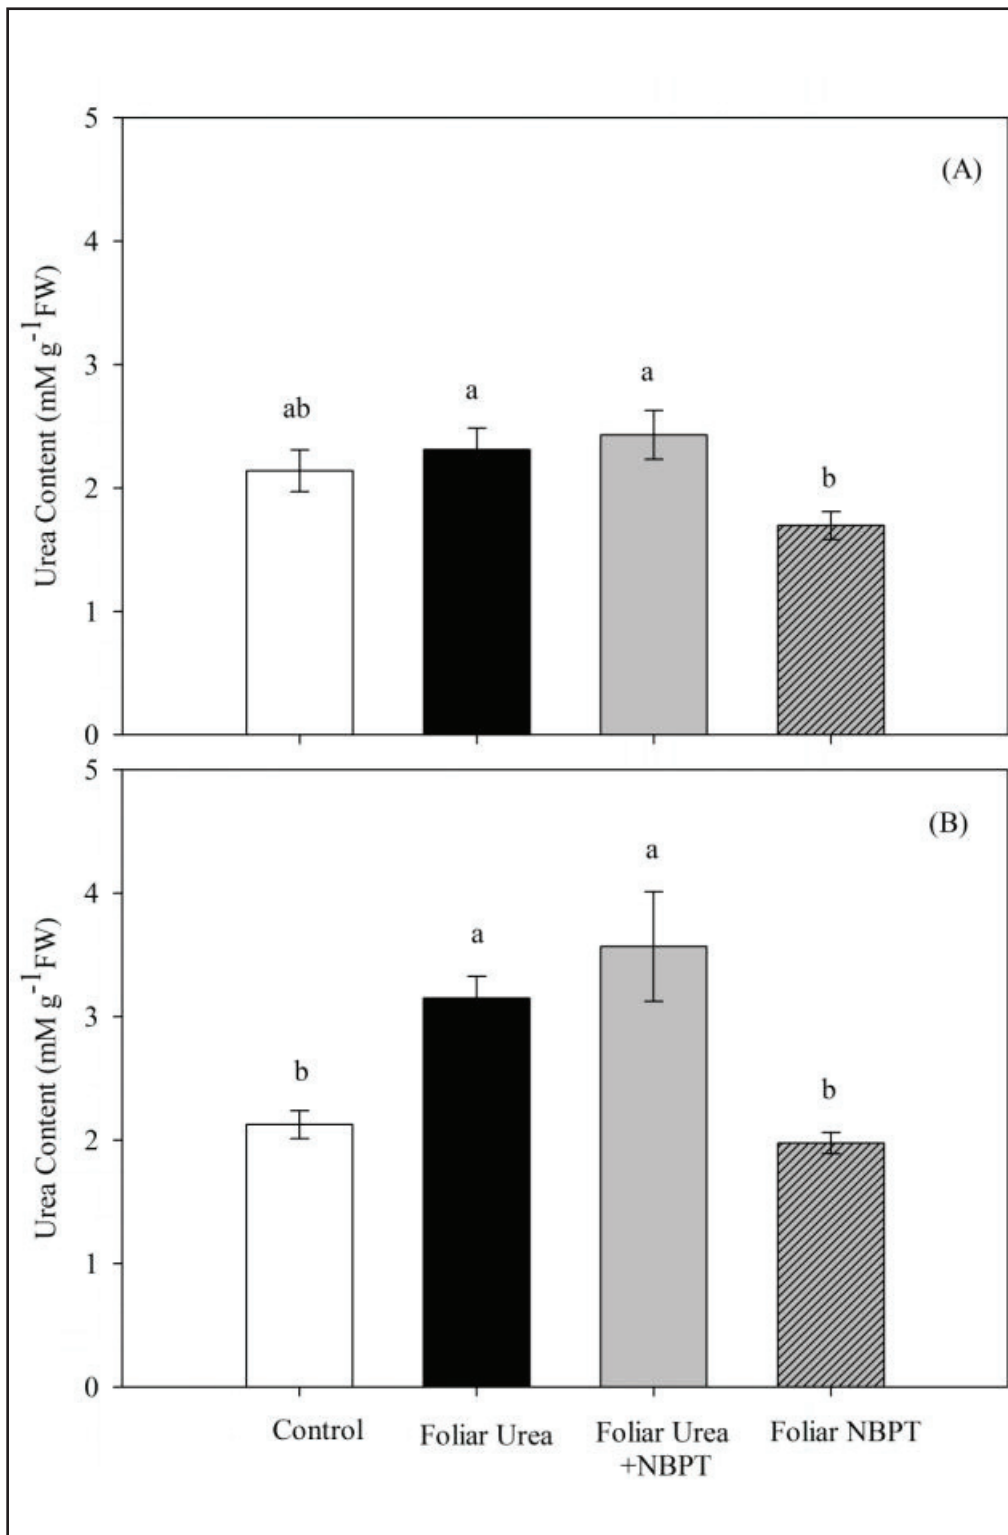 5
(A)
4
3
2
1
0
Urea Content (mM g⁻¹FW)
ab
a
a
b
5
(B)
4
3
2
1
0
Urea Content (mM g⁻¹FW)
b
a
a
b
Control
Foliar Urea
Foliar Urea
+NBPT
Foliar NBPT